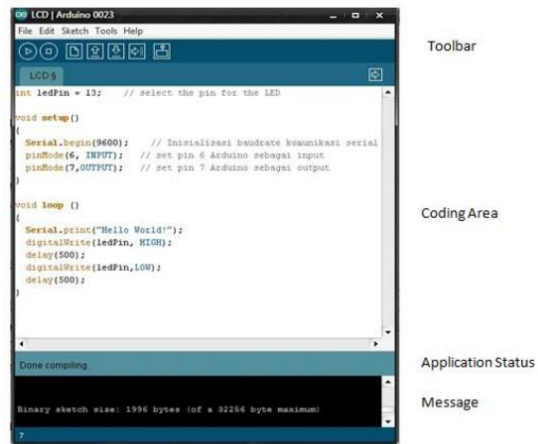 LCD | Arduino 0023
File Edit Sketch Tools Help
Toolbar
LCD §
int ledPin = 13;    // select the pin for the LED
void setup()
{
  Serial.begin(9600);    // Inisialisasi baudrate komunikasi serial
  pinMode(6, INPUT);   // set pin 6 Arduino sebagai input
  pinMode(7,OUTPUT);   // set pin 7 Arduino sebagai output
}
void loop ()
{
  Serial.print("Hello World!");
  digitalWrite(ledPin, HIGH);
  delay(500);
  digitalWrite(ledPin,LOW);
  delay(500);
}
Coding Area
Done compiling.
Application Status
Binary sketch size: 1996 bytes (of a 32256 byte maximum)
Message
7